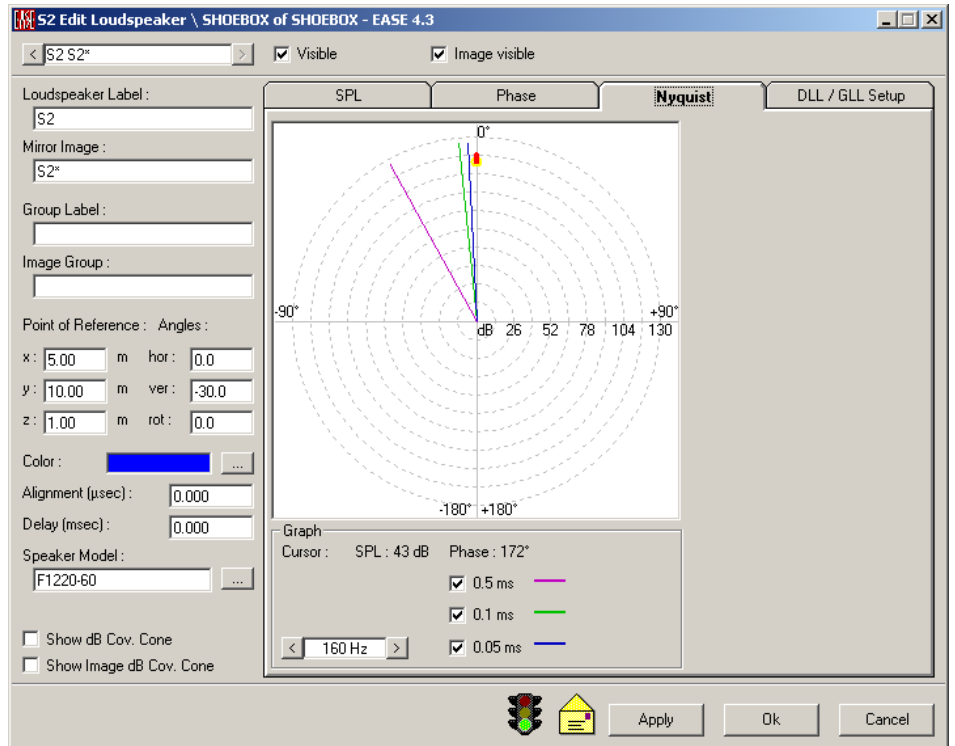 S2 Edit Loudspeaker \ SHOEBOX of SHOEBOX - EASE 4.3
< S2 S2* > Visible Image visible
Loudspeaker Label :
S2
Mirror Image :
S2*
Group Label :
Image Group :
Point of Reference : Angles :
x : 5.00 m hor : 0.0
y : 10.00 m ver : -30.0
z : 1.00 m rot : 0.0
Color : ...
Alignment (µsec) : 0.000
Delay (msec) : 0.000
Speaker Model :
F1220-60 ...
Show dB Cov. Cone
Show Image dB Cov. Cone
SPL Phase Nyquist DLL / GLL Setup
0°
-90° +90°
dB 26 52 78 104 130
-180° +180°
Graph
Cursor : SPL : 43 dB Phase : 172°
0.5 ms
0.1 ms
< 160 Hz > 0.05 ms
Apply Ok Cancel